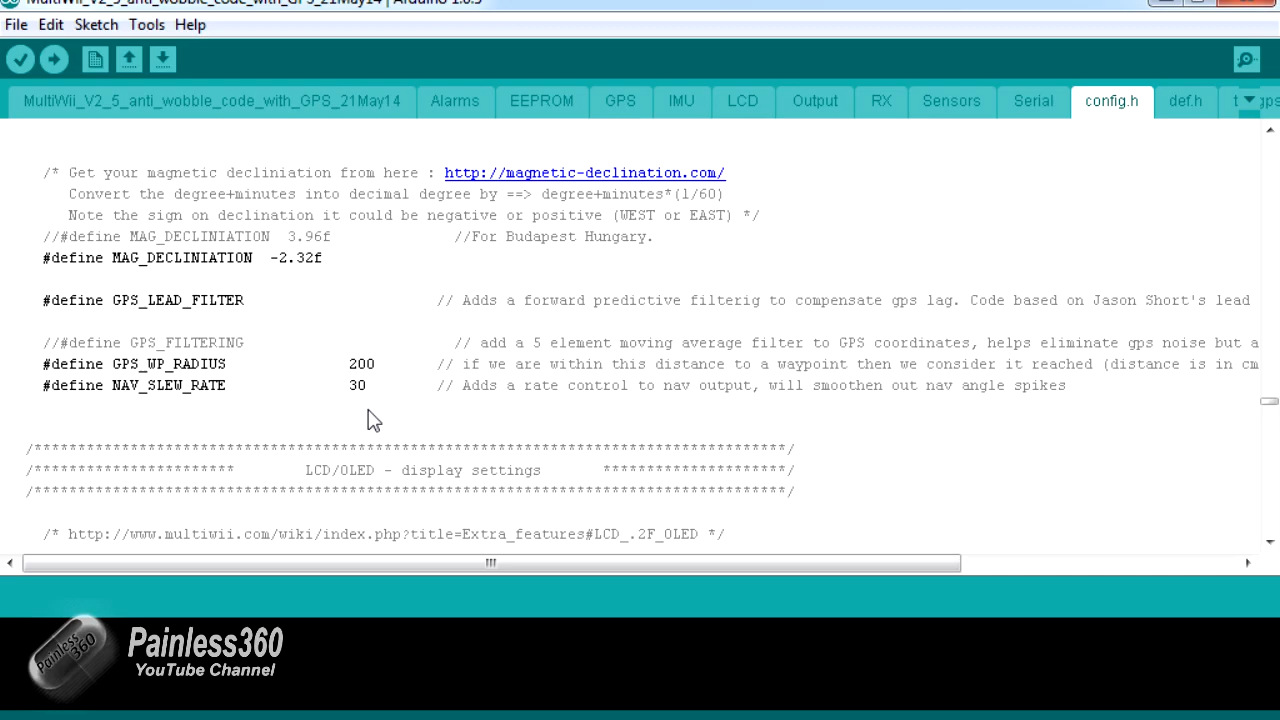 MultiWii_V2_5_anti_wobble_code_with_GPS_21May14 | Arduino 1.0.5
File Edit Sketch Tools Help
MultiWii_V2_5_anti_wobble_code_with_GPS_21May14 Alarms EEPROM GPS IMU LCD Output RX Sensors Serial config.h def.h
/* Get your magnetic decliniation from here : http://magnetic-declination.com/
Convert the degree+minutes into decimal degree by ==> degree+minutes*(1/60)
Note the sign on declination it could be negative or positive (WEST or EAST) */
//#define MAG_DECLINIATION 3.96f //For Budapest Hungary.
#define MAG_DECLINIATION -2.32f
#define GPS_LEAD_FILTER // Adds a forward predictive filterig to compensate gps lag. Code based on Jason Short's lead
//#define GPS_FILTERING // add a 5 element moving average filter to GPS coordinates, helps eliminate gps noise but a
#define GPS_WP_RADIUS 200 // if we are within this distance to a waypoint then we consider it reached (distance is in cm
#define NAV_SLEW_RATE 30 // Adds a rate control to nav output, will smoothen out nav angle spikes
/**************************************************************************************/
/*********************** LCD/OLED - display settings *********************/
/**************************************************************************************/
/* http://www.multiwii.com/wiki/index.php?title=Extra_features#LCD_.2F_OLED */
Painless360
Painless360
YouTube Channel